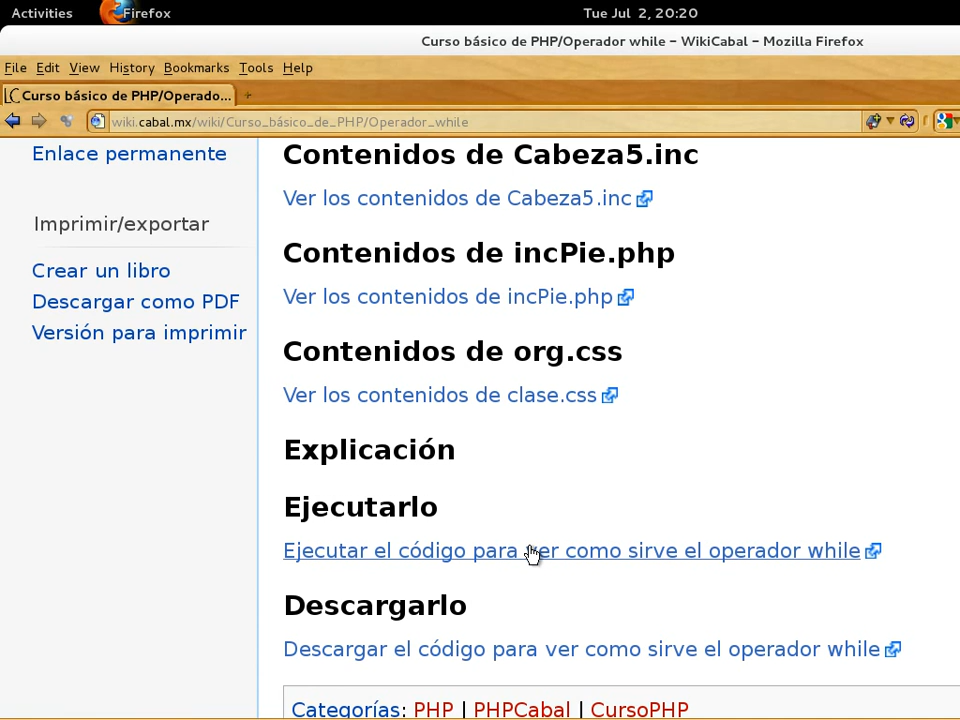 Activities Firefox Tue Jul 2, 20:20
Curso básico de PHP/Operador while – WikiCabal – Mozilla Firefox
File Edit View History Bookmarks Tools Help
Curso básico de PHP/Operado... +
wiki.cabal.mx/wiki/Curso_básico_de_PHP/Operador_while
Enlace permanente
Imprimir/exportar
Crear un libro
Descargar como PDF
Versión para imprimir
Contenidos de Cabeza5.inc
Ver los contenidos de Cabeza5.inc
Contenidos de incPie.php
Ver los contenidos de incPie.php
Contenidos de org.css
Ver los contenidos de clase.css
Explicación
Ejecutarlo
Ejecutar el código para ver como sirve el operador while
Descargarlo
Descargar el código para ver como sirve el operador while
Categorías: PHP | PHPCabal | CursoPHP